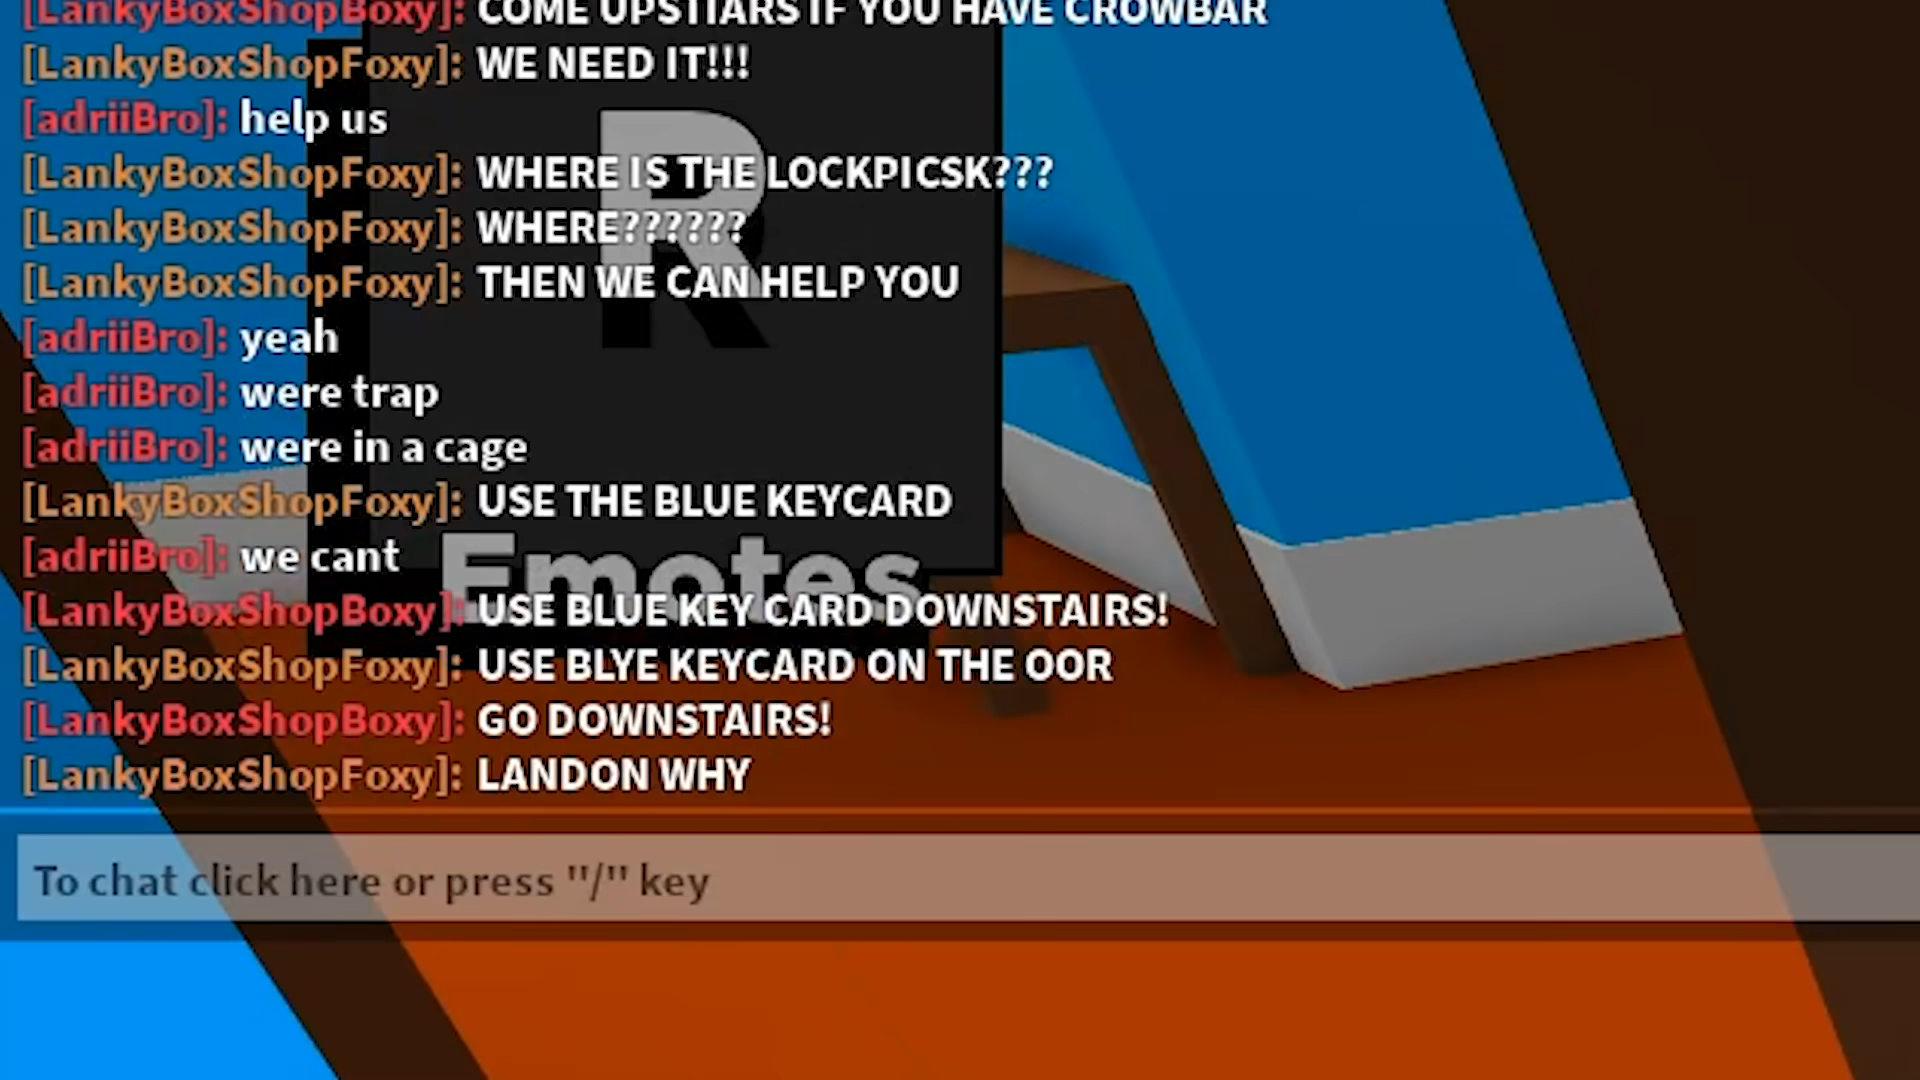 [LankyBoxShopBoxy]: COME UPSTIARS IF YOU HAVE CROWBAR
[LankyBoxShopFoxy]: WE NEED IT!!!
[adriiBro]: help us
R
[LankyBoxShopFoxy]: WHERE IS THE LOCKPICSK???
[LankyBoxShopFoxy]: WHERE??????
[LankyBoxShopFoxy]: THEN WE CAN HELP YOU
[adriiBro]: yeah
[adriiBro]: were trap
[adriiBro]: were in a cage
[LankyBoxShopFoxy]: USE THE BLUE KEYCARD
[adriiBro]: we cant
Emotes
[LankyBoxShopBoxy]: USE BLUE KEY CARD DOWNSTAIRS!
[LankyBoxShopFoxy]: USE BLYE KEYCARD ON THE OOR
[LankyBoxShopBoxy]: GO DOWNSTAIRS!
[LankyBoxShopFoxy]: LANDON WHY
To chat click here or press "/" key